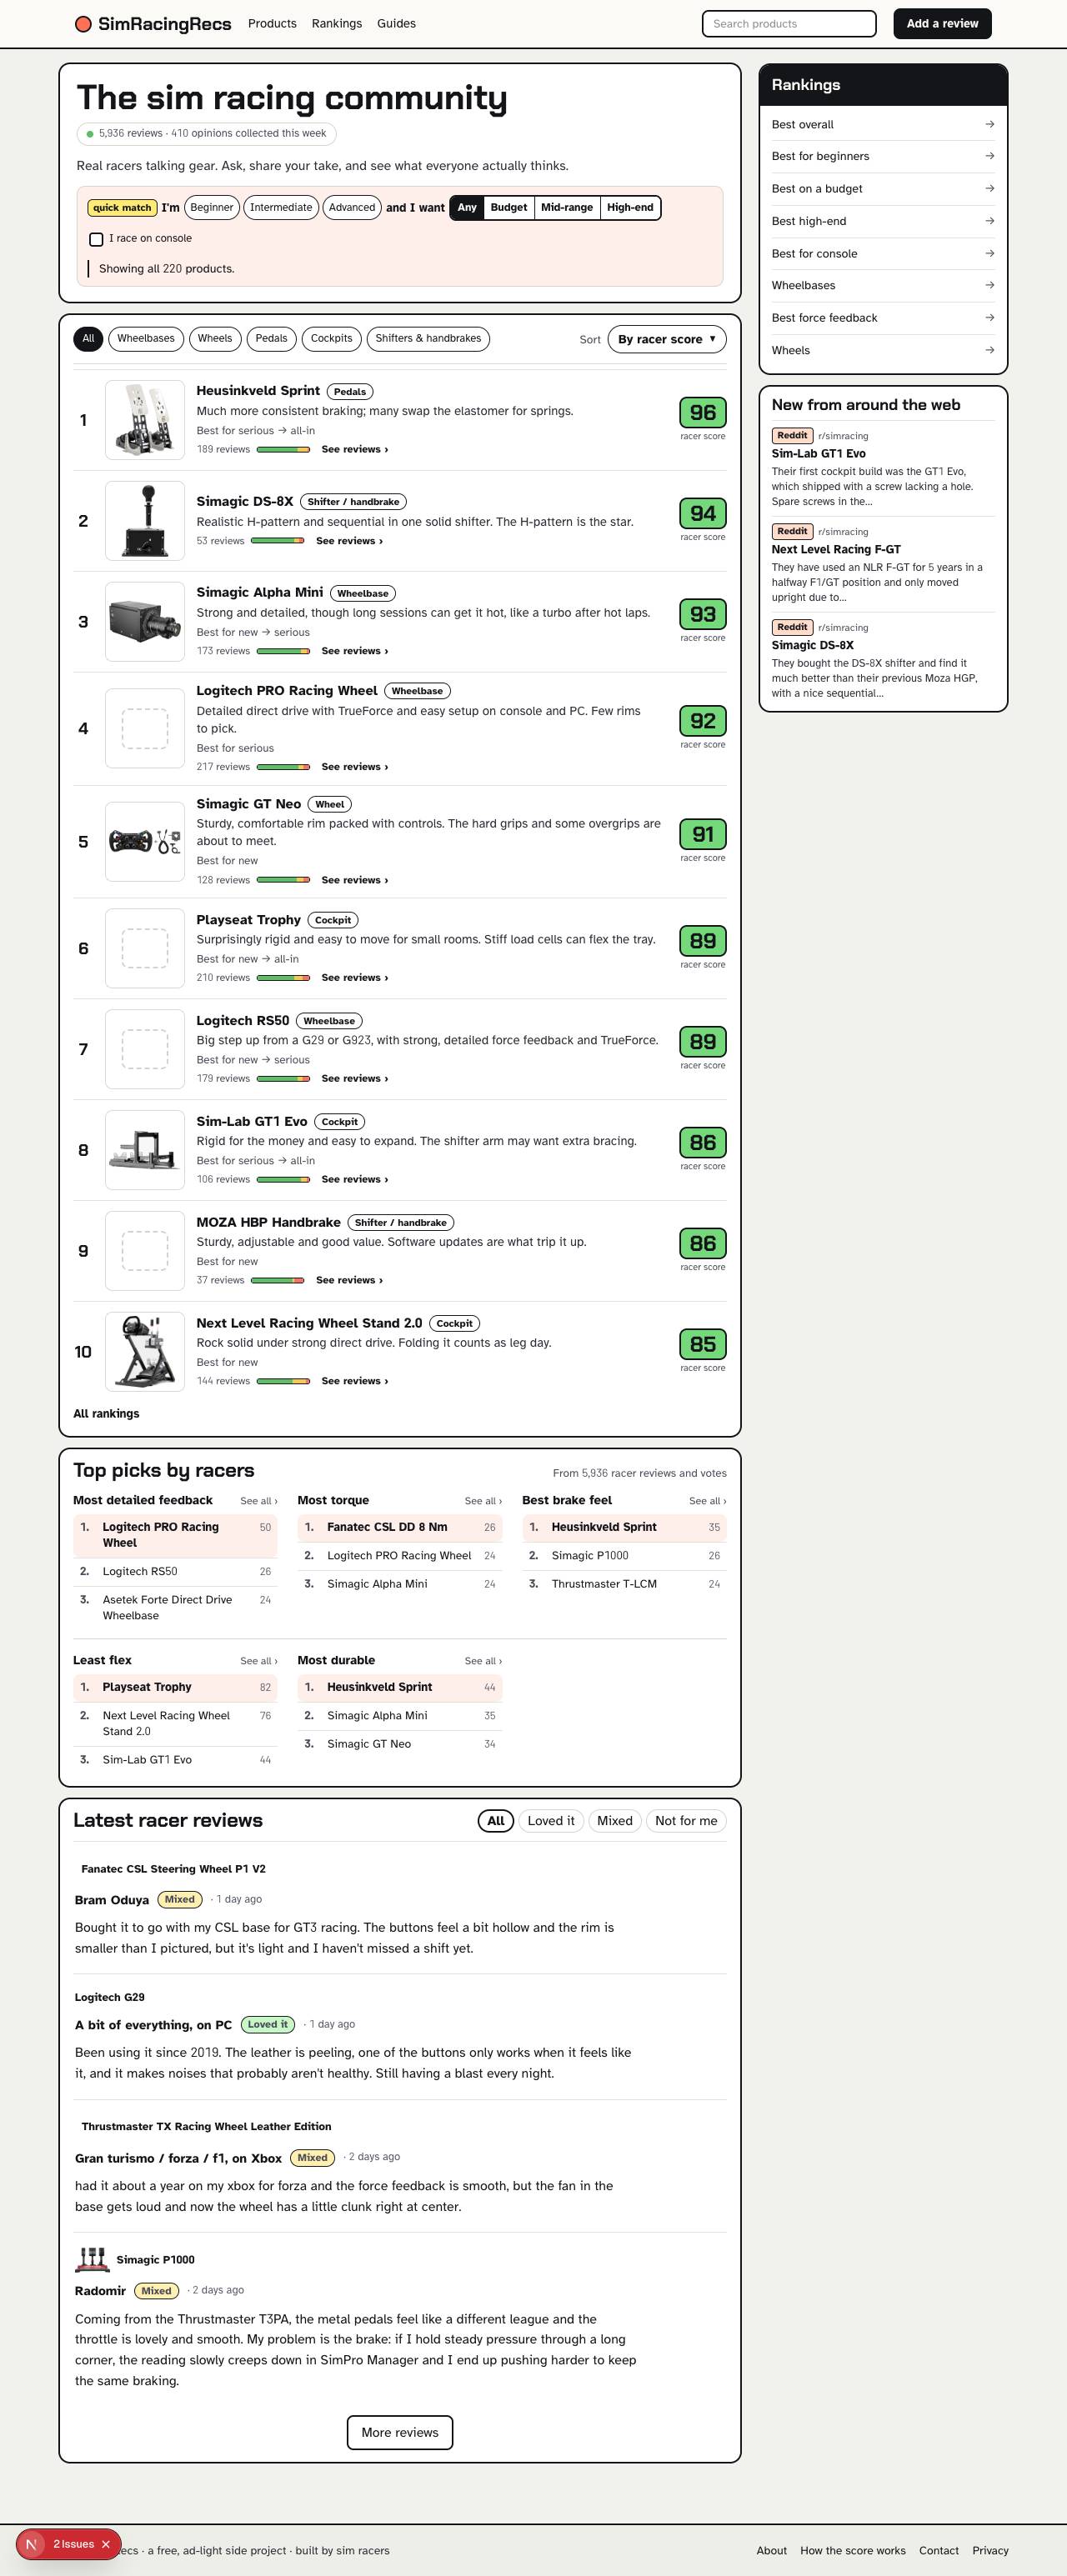 SimRacingRecs Products Rankings Guides Search products Add a review
The sim racing community
5,936 reviews · 410 opinions collected this week
Real racers talking gear. Ask, share your take, and see what everyone actually thinks.
quick match I'm Beginner Intermediate Advanced and I want Any Budget Mid-range High-end
I race on console
Showing all 220 products.
All Wheelbases Wheels Pedals Cockpits Shifters & handbrakes Sort By racer score ▾
1
Heusinkveld Sprint Pedals
Much more consistent braking; many swap the elastomer for springs.
Best for serious → all-in
189 reviews See reviews ›
96
racer score
2
Simagic DS-8X Shifter / handbrake
Realistic H-pattern and sequential in one solid shifter. The H-pattern is the star.
53 reviews See reviews ›
94
racer score
3
Simagic Alpha Mini Wheelbase
Strong and detailed, though long sessions can get it hot, like a turbo after hot laps.
Best for new → serious
173 reviews See reviews ›
93
racer score
4
Logitech PRO Racing Wheel Wheelbase
Detailed direct drive with TrueForce and easy setup on console and PC. Few rims
to pick.
Best for serious
217 reviews See reviews ›
92
racer score
5
Simagic GT Neo Wheel
Sturdy, comfortable rim packed with controls. The hard grips and some overgrips are
about to meet.
Best for new
128 reviews See reviews ›
91
racer score
6
Playseat Trophy Cockpit
Surprisingly rigid and easy to move for small rooms. Stiff load cells can flex the tray.
Best for new → all-in
210 reviews See reviews ›
89
racer score
7
Logitech RS50 Wheelbase
Big step up from a G29 or G923, with strong, detailed force feedback and TrueForce.
Best for new → serious
179 reviews See reviews ›
89
racer score
8
Sim-Lab GT1 Evo Cockpit
Rigid for the money and easy to expand. The shifter arm may want extra bracing.
Best for serious → all-in
106 reviews See reviews ›
86
racer score
9
MOZA HBP Handbrake Shifter / handbrake
Sturdy, adjustable and good value. Software updates are what trip it up.
Best for new
37 reviews See reviews ›
86
racer score
10
Next Level Racing Wheel Stand 2.0 Cockpit
Rock solid under strong direct drive. Folding it counts as leg day.
Best for new
144 reviews See reviews ›
85
racer score
All rankings
Rankings
Best overall →
Best for beginners →
Best on a budget →
Best high-end →
Best for console →
Wheelbases →
Best force feedback →
Wheels →
New from around the web
Reddit r/simracing
Sim-Lab GT1 Evo
Their first cockpit build was the GT1 Evo,
which shipped with a screw lacking a hole.
Spare screws in the...
Reddit r/simracing
Next Level Racing F-GT
They have used an NLR F-GT for 5 years in a
halfway F1/GT position and only moved
upright due to...
Reddit r/simracing
Simagic DS-8X
They bought the DS-8X shifter and find it
much better than their previous Moza HGP,
with a nice sequential...
Top picks by racers From 5,936 racer reviews and votes
Most detailed feedback See all ›
1. Logitech PRO Racing Wheel 50
2. Logitech RS50 26
3. Asetek Forte Direct Drive Wheelbase 24
Most torque See all ›
1. Fanatec CSL DD 8 Nm 26
2. Logitech PRO Racing Wheel 24
3. Simagic Alpha Mini 24
Best brake feel See all ›
1. Heusinkveld Sprint 35
2. Simagic P1000 26
3. Thrustmaster T-LCM 24
Least flex See all ›
1. Playseat Trophy 82
2. Next Level Racing Wheel Stand 2.0 76
3. Sim-Lab GT1 Evo 44
Most durable See all ›
1. Heusinkveld Sprint 44
2. Simagic Alpha Mini 35
3. Simagic GT Neo 34
Latest racer reviews All Loved it Mixed Not for me
Fanatec CSL Steering Wheel P1 V2
Bram Oduya Mixed · 1 day ago
Bought it to go with my CSL base for GT3 racing. The buttons feel a bit hollow and the rim is
smaller than I pictured, but it's light and I haven't missed a shift yet.
Logitech G29
A bit of everything, on PC Loved it · 1 day ago
Been using it since 2019. The leather is peeling, one of the buttons only works when it feels like
it, and it makes noises that probably aren't healthy. Still having a blast every night.
Thrustmaster TX Racing Wheel Leather Edition
Gran turismo / forza / f1, on Xbox Mixed · 2 days ago
had it about a year on my xbox for forza and the force feedback is smooth, but the fan in the
base gets loud and now the wheel has a little clunk right at center.
Simagic P1000
Radomir Mixed · 2 days ago
Coming from the Thrustmaster T3PA, the metal pedals feel like a different league and the
throttle is lovely and smooth. My problem is the brake: if I hold steady pressure through a long
corner, the reading slowly creeps down in SimPro Manager and I end up pushing harder to keep
the same braking.
More reviews
N 2 Issues ×
ecs · a free, ad-light side project · built by sim racers About How the score works Contact Privacy